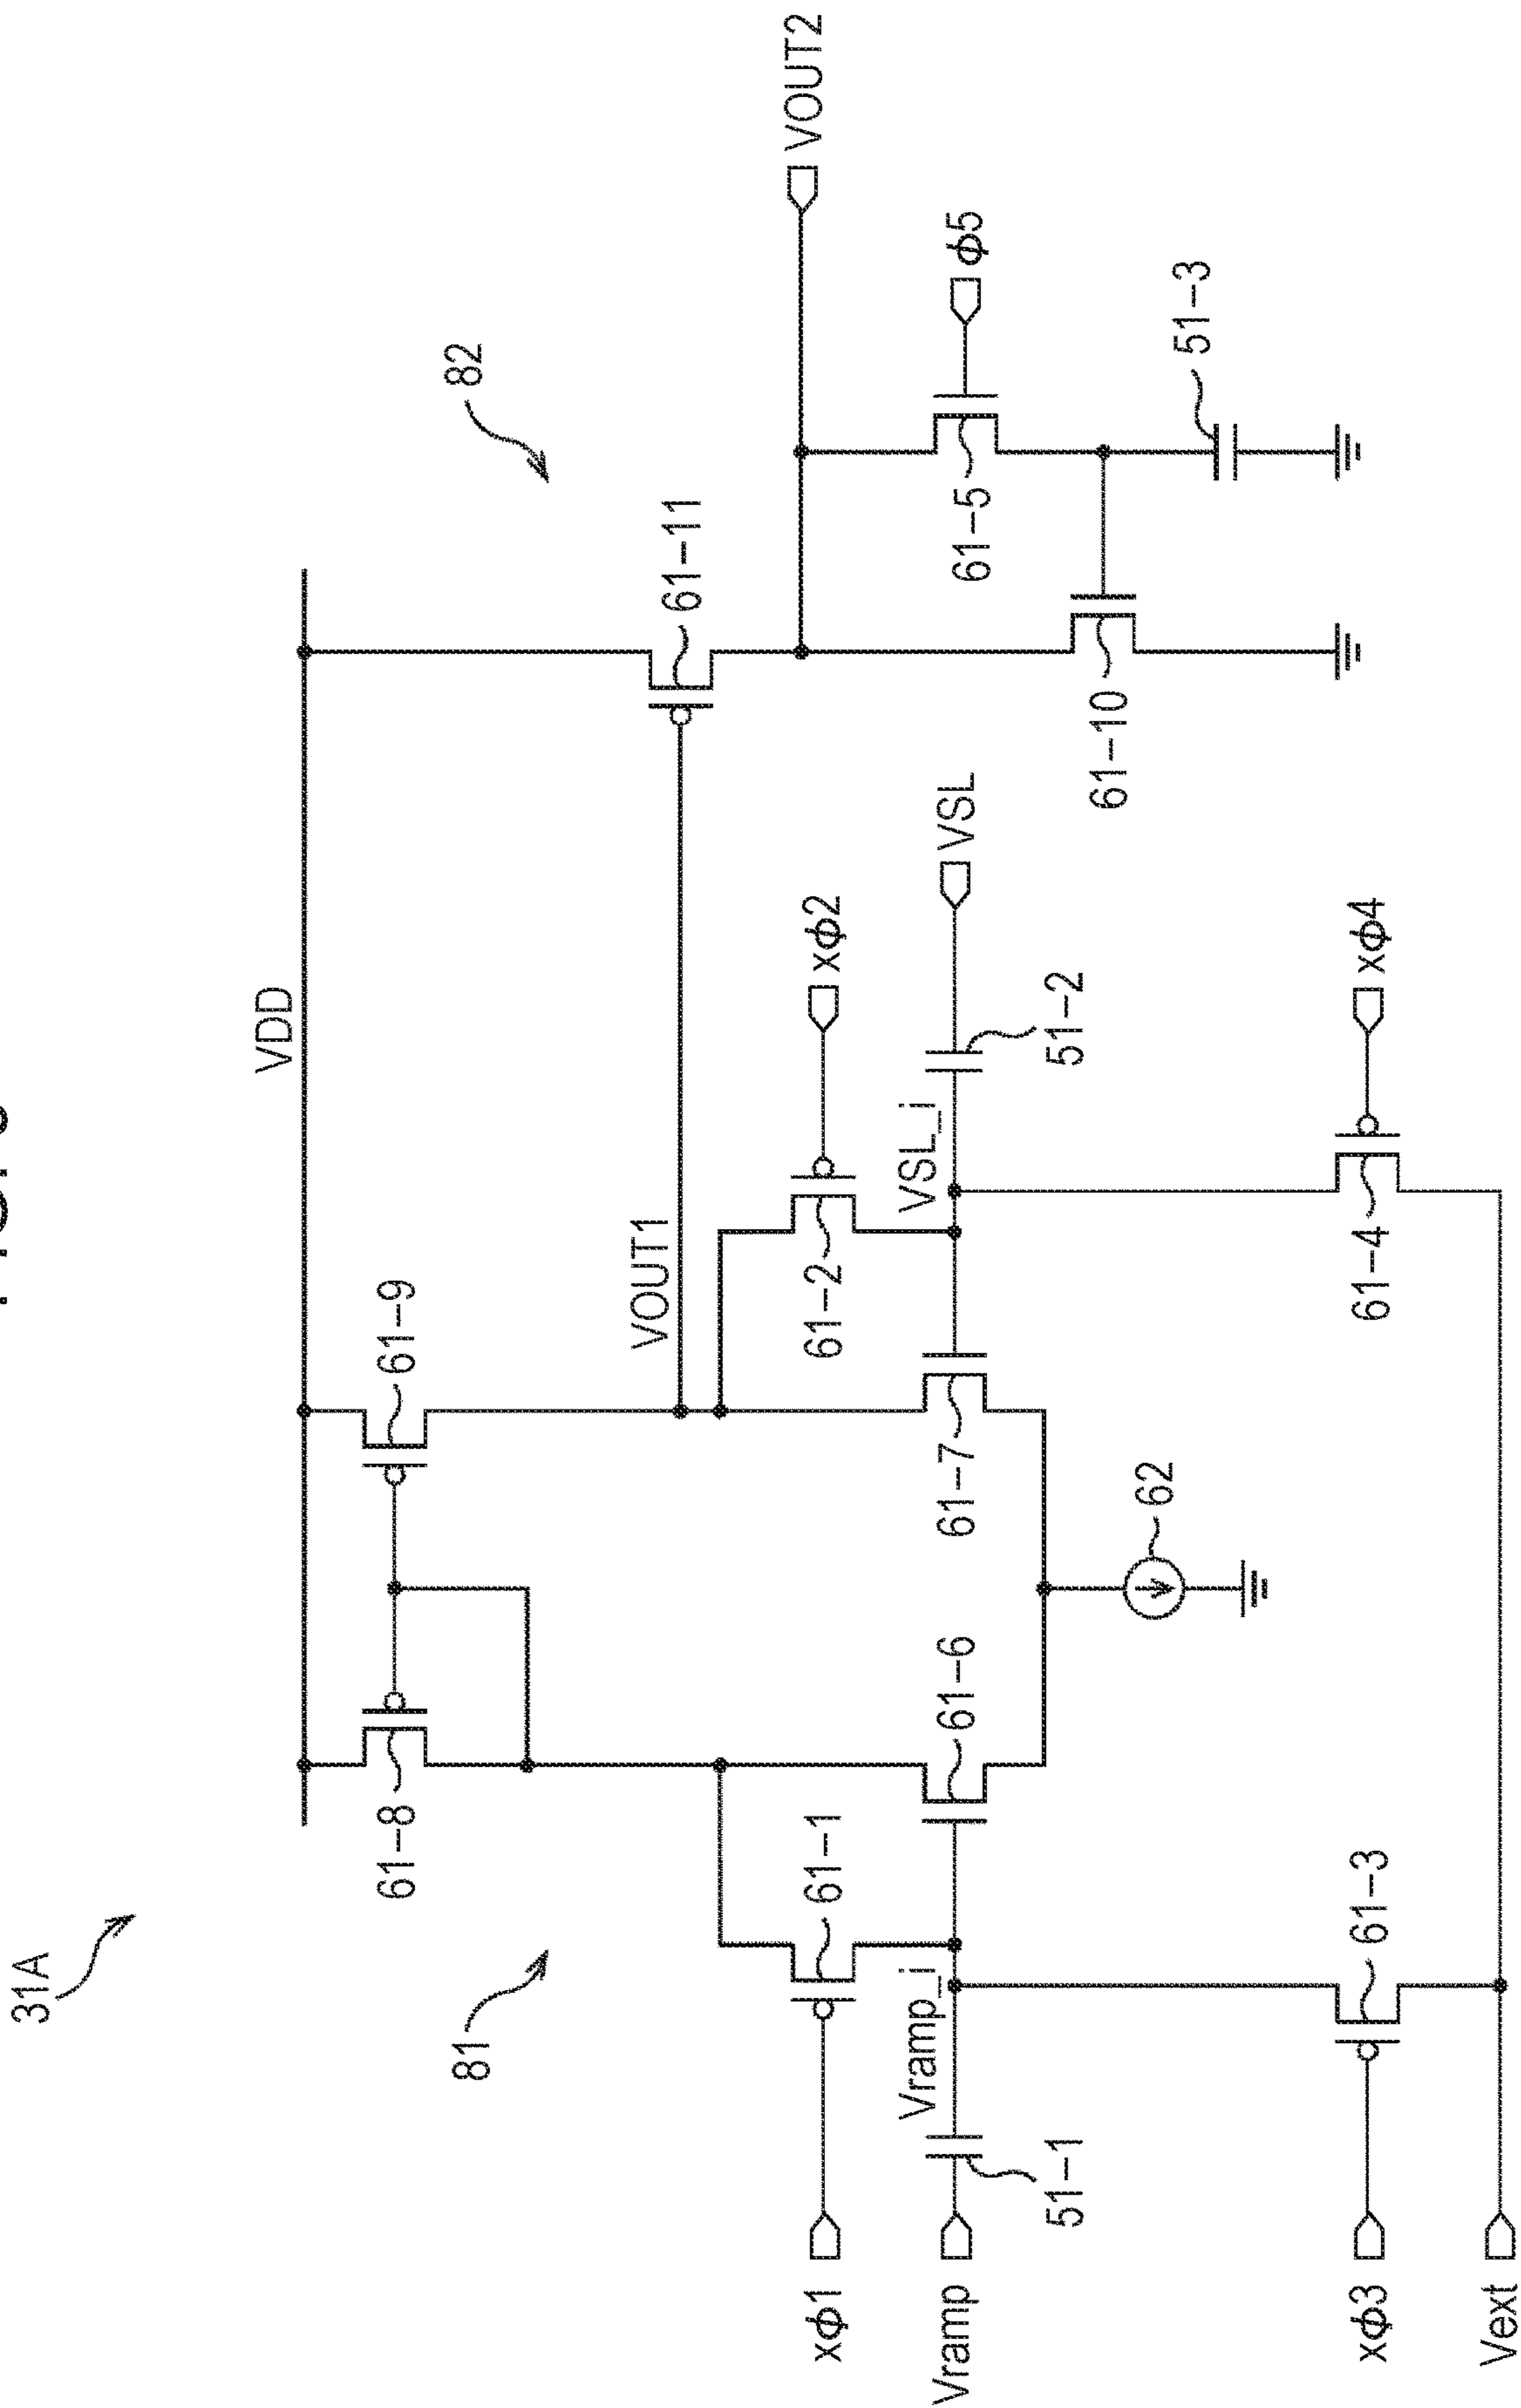 31A
VDD
61-8
61-9
81
82
VOUT1
61-11
VOUT2
xϕ1
61-1
xϕ2
61-2
Vramp
Vramp_i
51-1
61-6
61-7
VSL_i
51-2
VSL
62
61-5
ϕ5
61-10
51-3
xϕ3
61-3
61-4
xϕ4
Vext